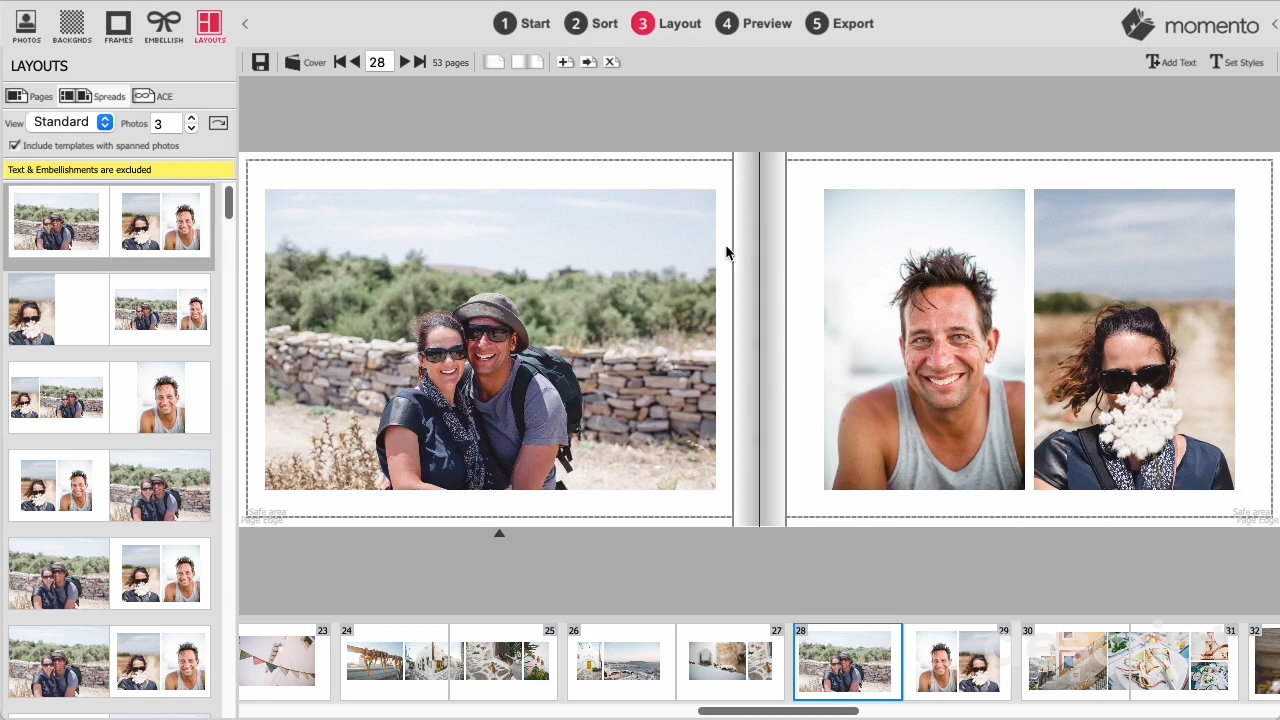 PHOTOS BACKGNDS FRAMES EMBELLISH LAYOUTS
1 Start 2 Sort 3 Layout 4 Preview 5 Export
momento
LAYOUTS
Cover 28 53 pages
Add Text Set Styles
Pages Spreads ACE
View Standard Photos 3
Include templates with spanned photos
Text & Embellishments are excluded
Safe area
Page Edge
Safe area
Page Edge
23 24 25 26 27 28 29 30 31 32